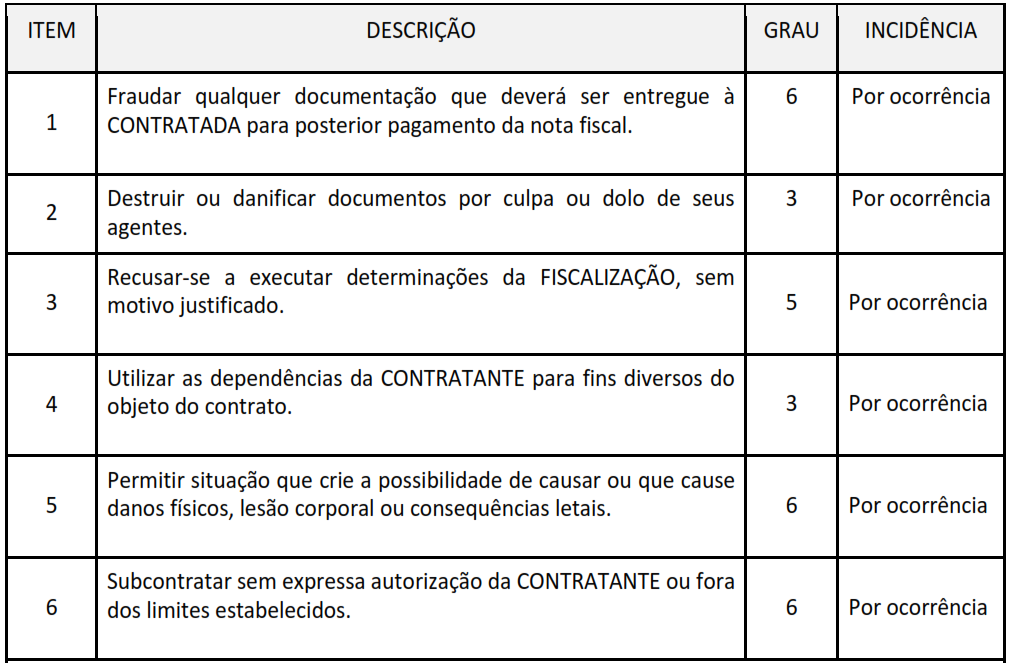 ITEM DESCRIÇÃO GRAU INCIDÊNCIA
Fraudar qualquer documentação que deverá ser entregue à
CONTRATADA para posterior pagamento da nota fiscal.
1
6
Por ocorrência
Destruir ou danificar documentos por culpa ou dolo de seus
agentes.
2
3
Por ocorrência
Recusar-se a executar determinações da FISCALIZAÇÃO, sem
motivo justificado.
3
5
Por ocorrência
Utilizar as dependências da CONTRATANTE para fins diversos do
objeto do contrato.
4
3
Por ocorrência
Permitir situação que crie a possibilidade de causar ou que cause
danos físicos, lesão corporal ou consequências letais.
5
6
Por ocorrência
Subcontratar sem expressa autorização da CONTRATANTE ou fora
dos limites estabelecidos.
6
6
Por ocorrência